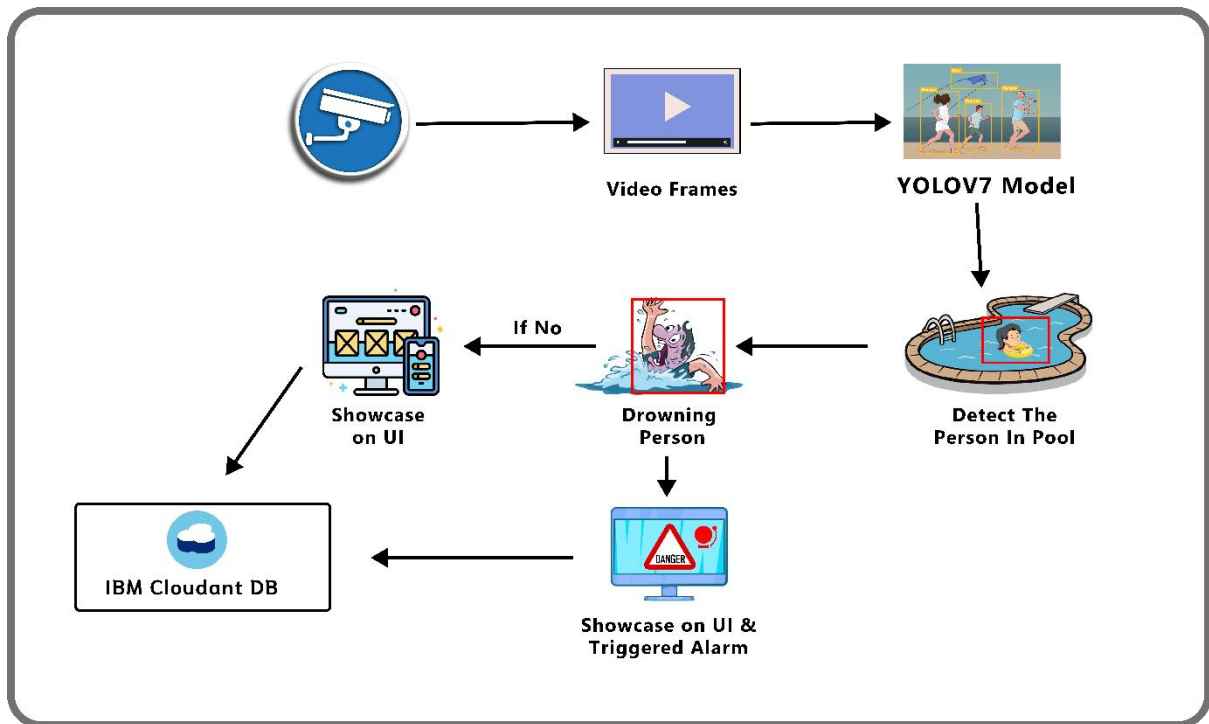 Video Frames
YOLOV7 Model
If No
Showcase
on UI
Drowning
Person
Detect The
Person In Pool
DANGER
IBM Cloudant DB
Showcase on UI &
Triggered Alarm